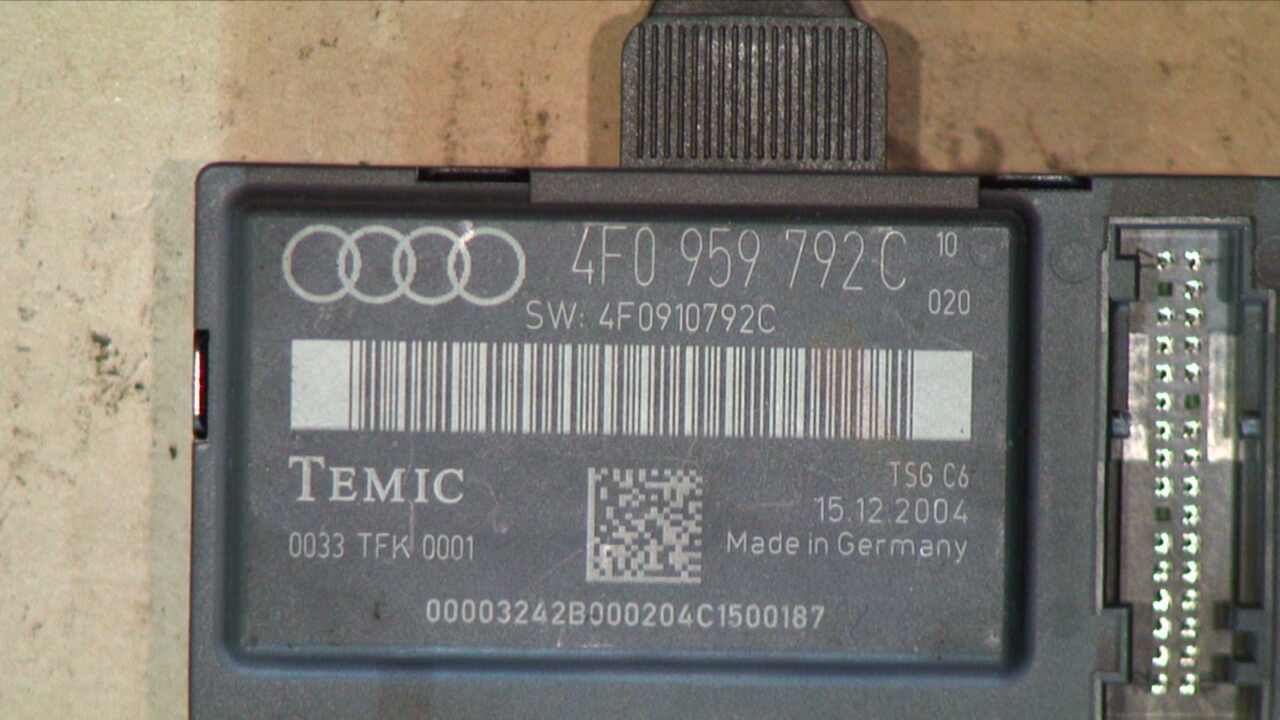 4F0 959 792 C 10
020
SW: 4F0910792C
TEMIC
TSG C6
15.12.2004
0033 TFK 0001
Made in Germany
00003242B000204C1500187